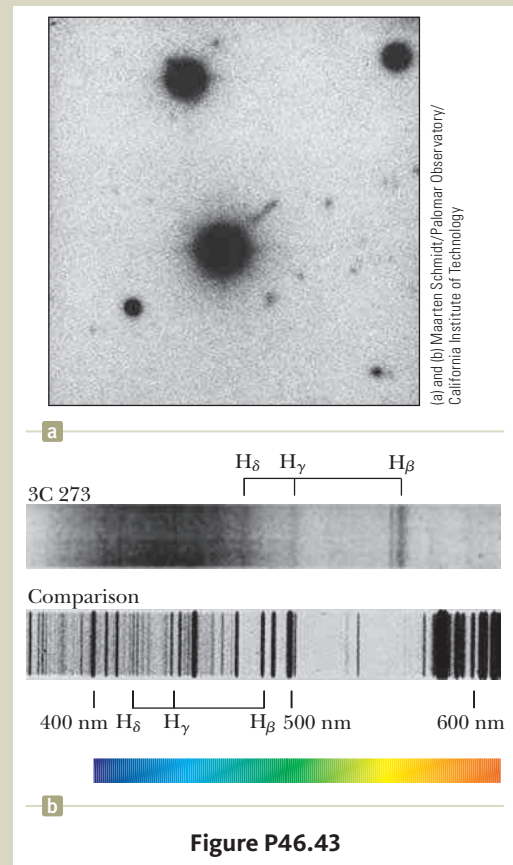 (a) and (b) Maarten Schmidt/Palomar Observatory/
California Institute of Technology
a
Hδ Hγ Hβ
3C 273
Comparison
400 nm Hδ Hγ Hβ 500 nm 600 nm
b
Figure P46.43